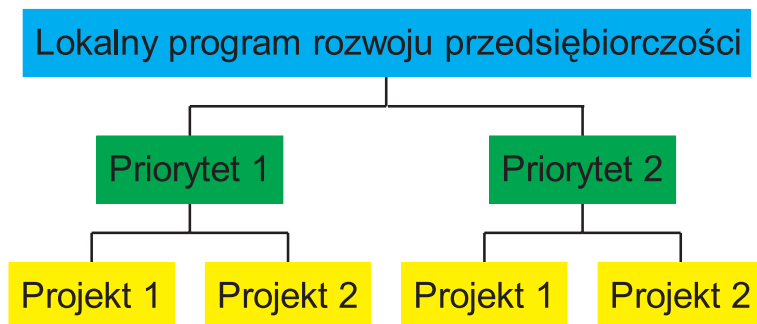 Lokalny program rozwoju przedsiębiorczości
Priorytet 1
Priorytet 2
Projekt 1
Projekt 2
Projekt 1
Projekt 2